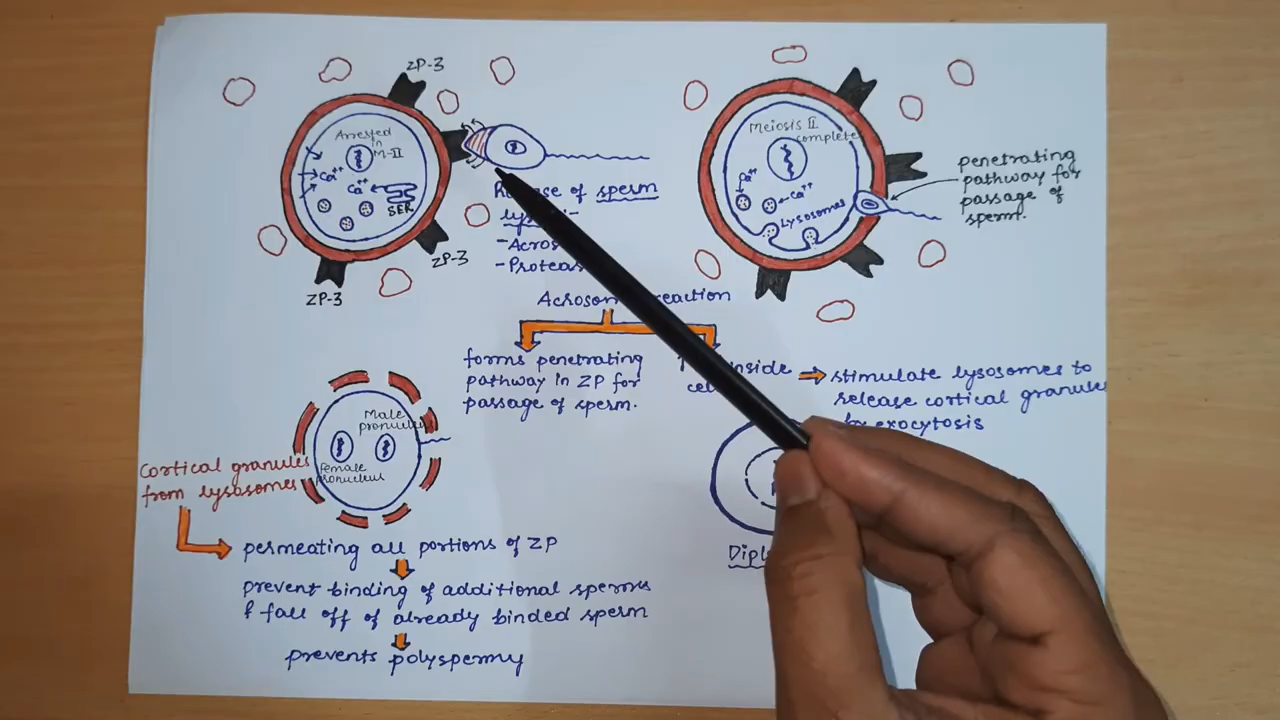 ZP-3
Arrested
in
M-II
Ca++
Ca++
SER
ZP-3
ZP-3
Release of sperm
- Acros
- Proteas
Meiosis II
complete
Ca++
Ca++
Lysosomes
penetrating
pathway for
passage of
sperm.
reaction
forms penetrating
pathway in ZP for
passage of sperm.
inside
stimulate lysosomes to
release cortical granules
by exocytosis
Male
pronucleus
female
pronucleus
Cortical granules
from lysosomes
permeating all portions of ZP
prevent binding of additional sperms
& fall off of already binded sperm
prevents polyspermy
Dipl